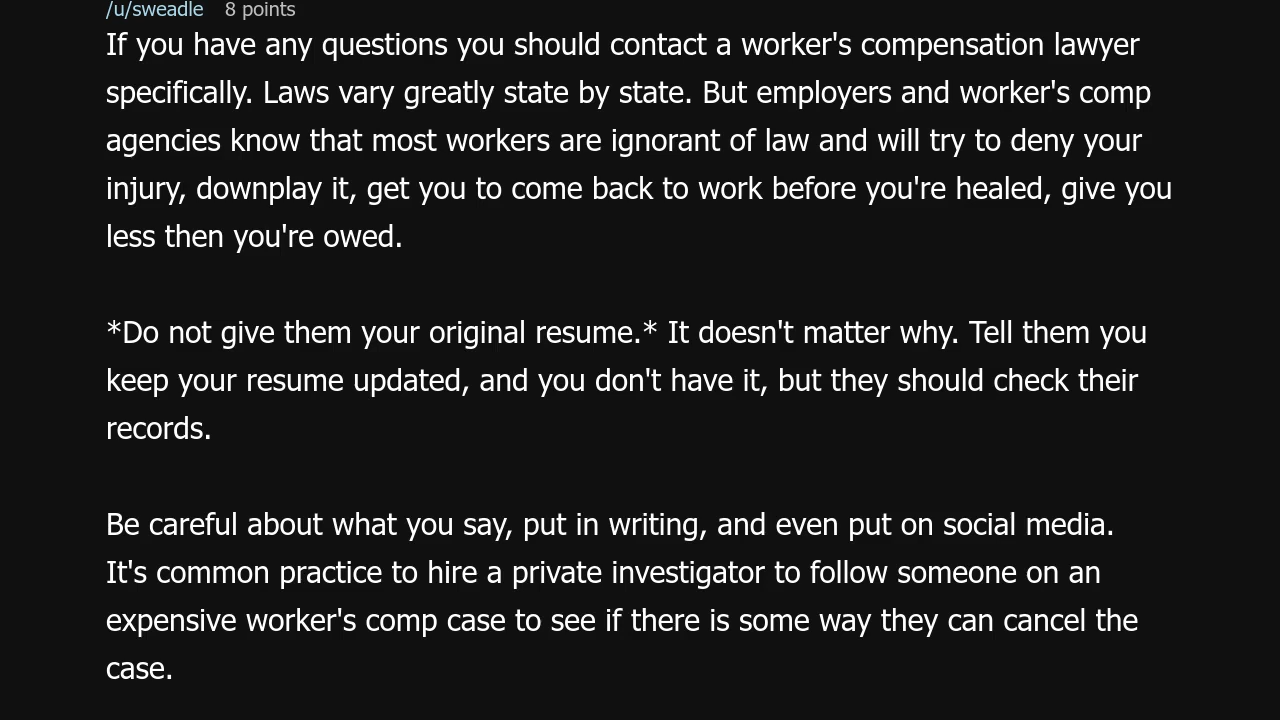 /u/sweadle 8 points
If you have any questions you should contact a worker's compensation lawyer
specifically. Laws vary greatly state by state. But employers and worker's comp
agencies know that most workers are ignorant of law and will try to deny your
injury, downplay it, get you to come back to work before you're healed, give you
less then you're owed.
*Do not give them your original resume.* It doesn't matter why. Tell them you
keep your resume updated, and you don't have it, but they should check their
records.
Be careful about what you say, put in writing, and even put on social media.
It's common practice to hire a private investigator to follow someone on an
expensive worker's comp case to see if there is some way they can cancel the
case.